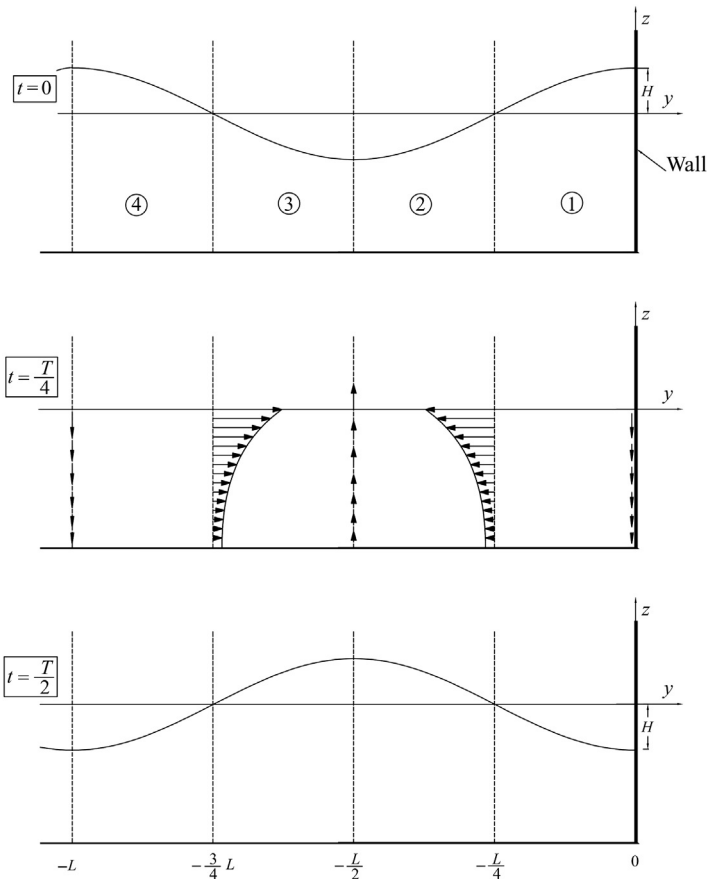 z
t = 0
H
y
Wall
④ ③ ② ①
z
t = T/4
y
z
t = T/2
y
H
−L −3/4 L −L/2 −L/4 0